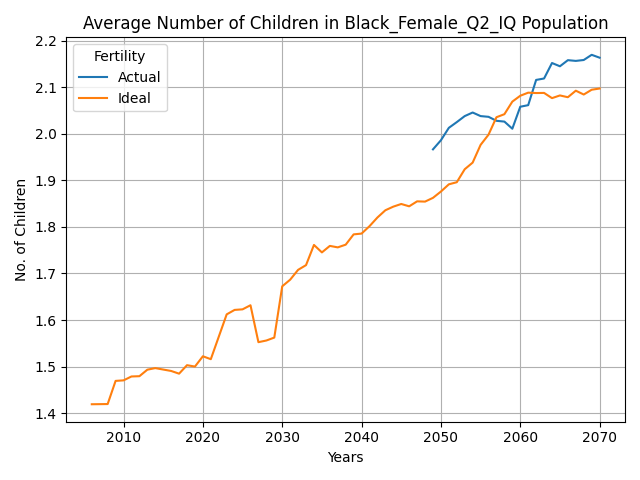 Average Number of Children in Black_Female_Q2_IQ Population
Fertility
Actual
Ideal
No. of Children
2.2
2.1
2.0
1.9
1.8
1.7
1.6
1.5
1.4
2010 2020 2030 2040 2050 2060 2070
Years